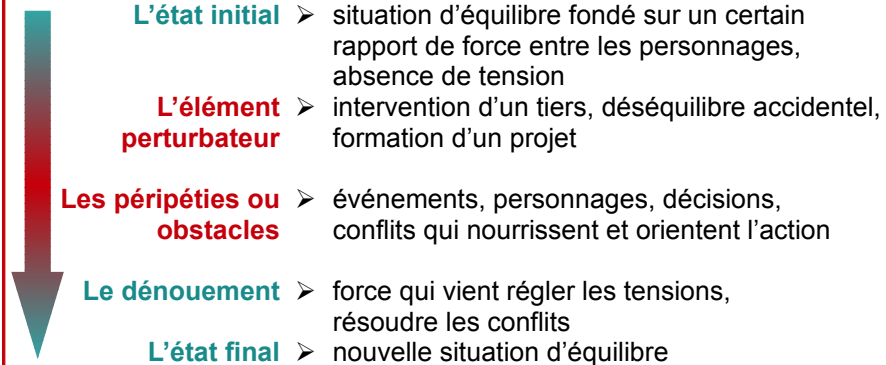 L’état initial ➢ situation d’équilibre fondé sur un certain
rapport de force entre les personnages,
absence de tension
L’élément ➢ intervention d’un tiers, déséquilibre accidentel,
perturbateur formation d’un projet
Les péripéties ou ➢ événements, personnages, décisions,
obstacles conflits qui nourrissent et orientent l’action
Le dénouement ➢ force qui vient régler les tensions,
résoudre les conflits
L’état final ➢ nouvelle situation d’équilibre